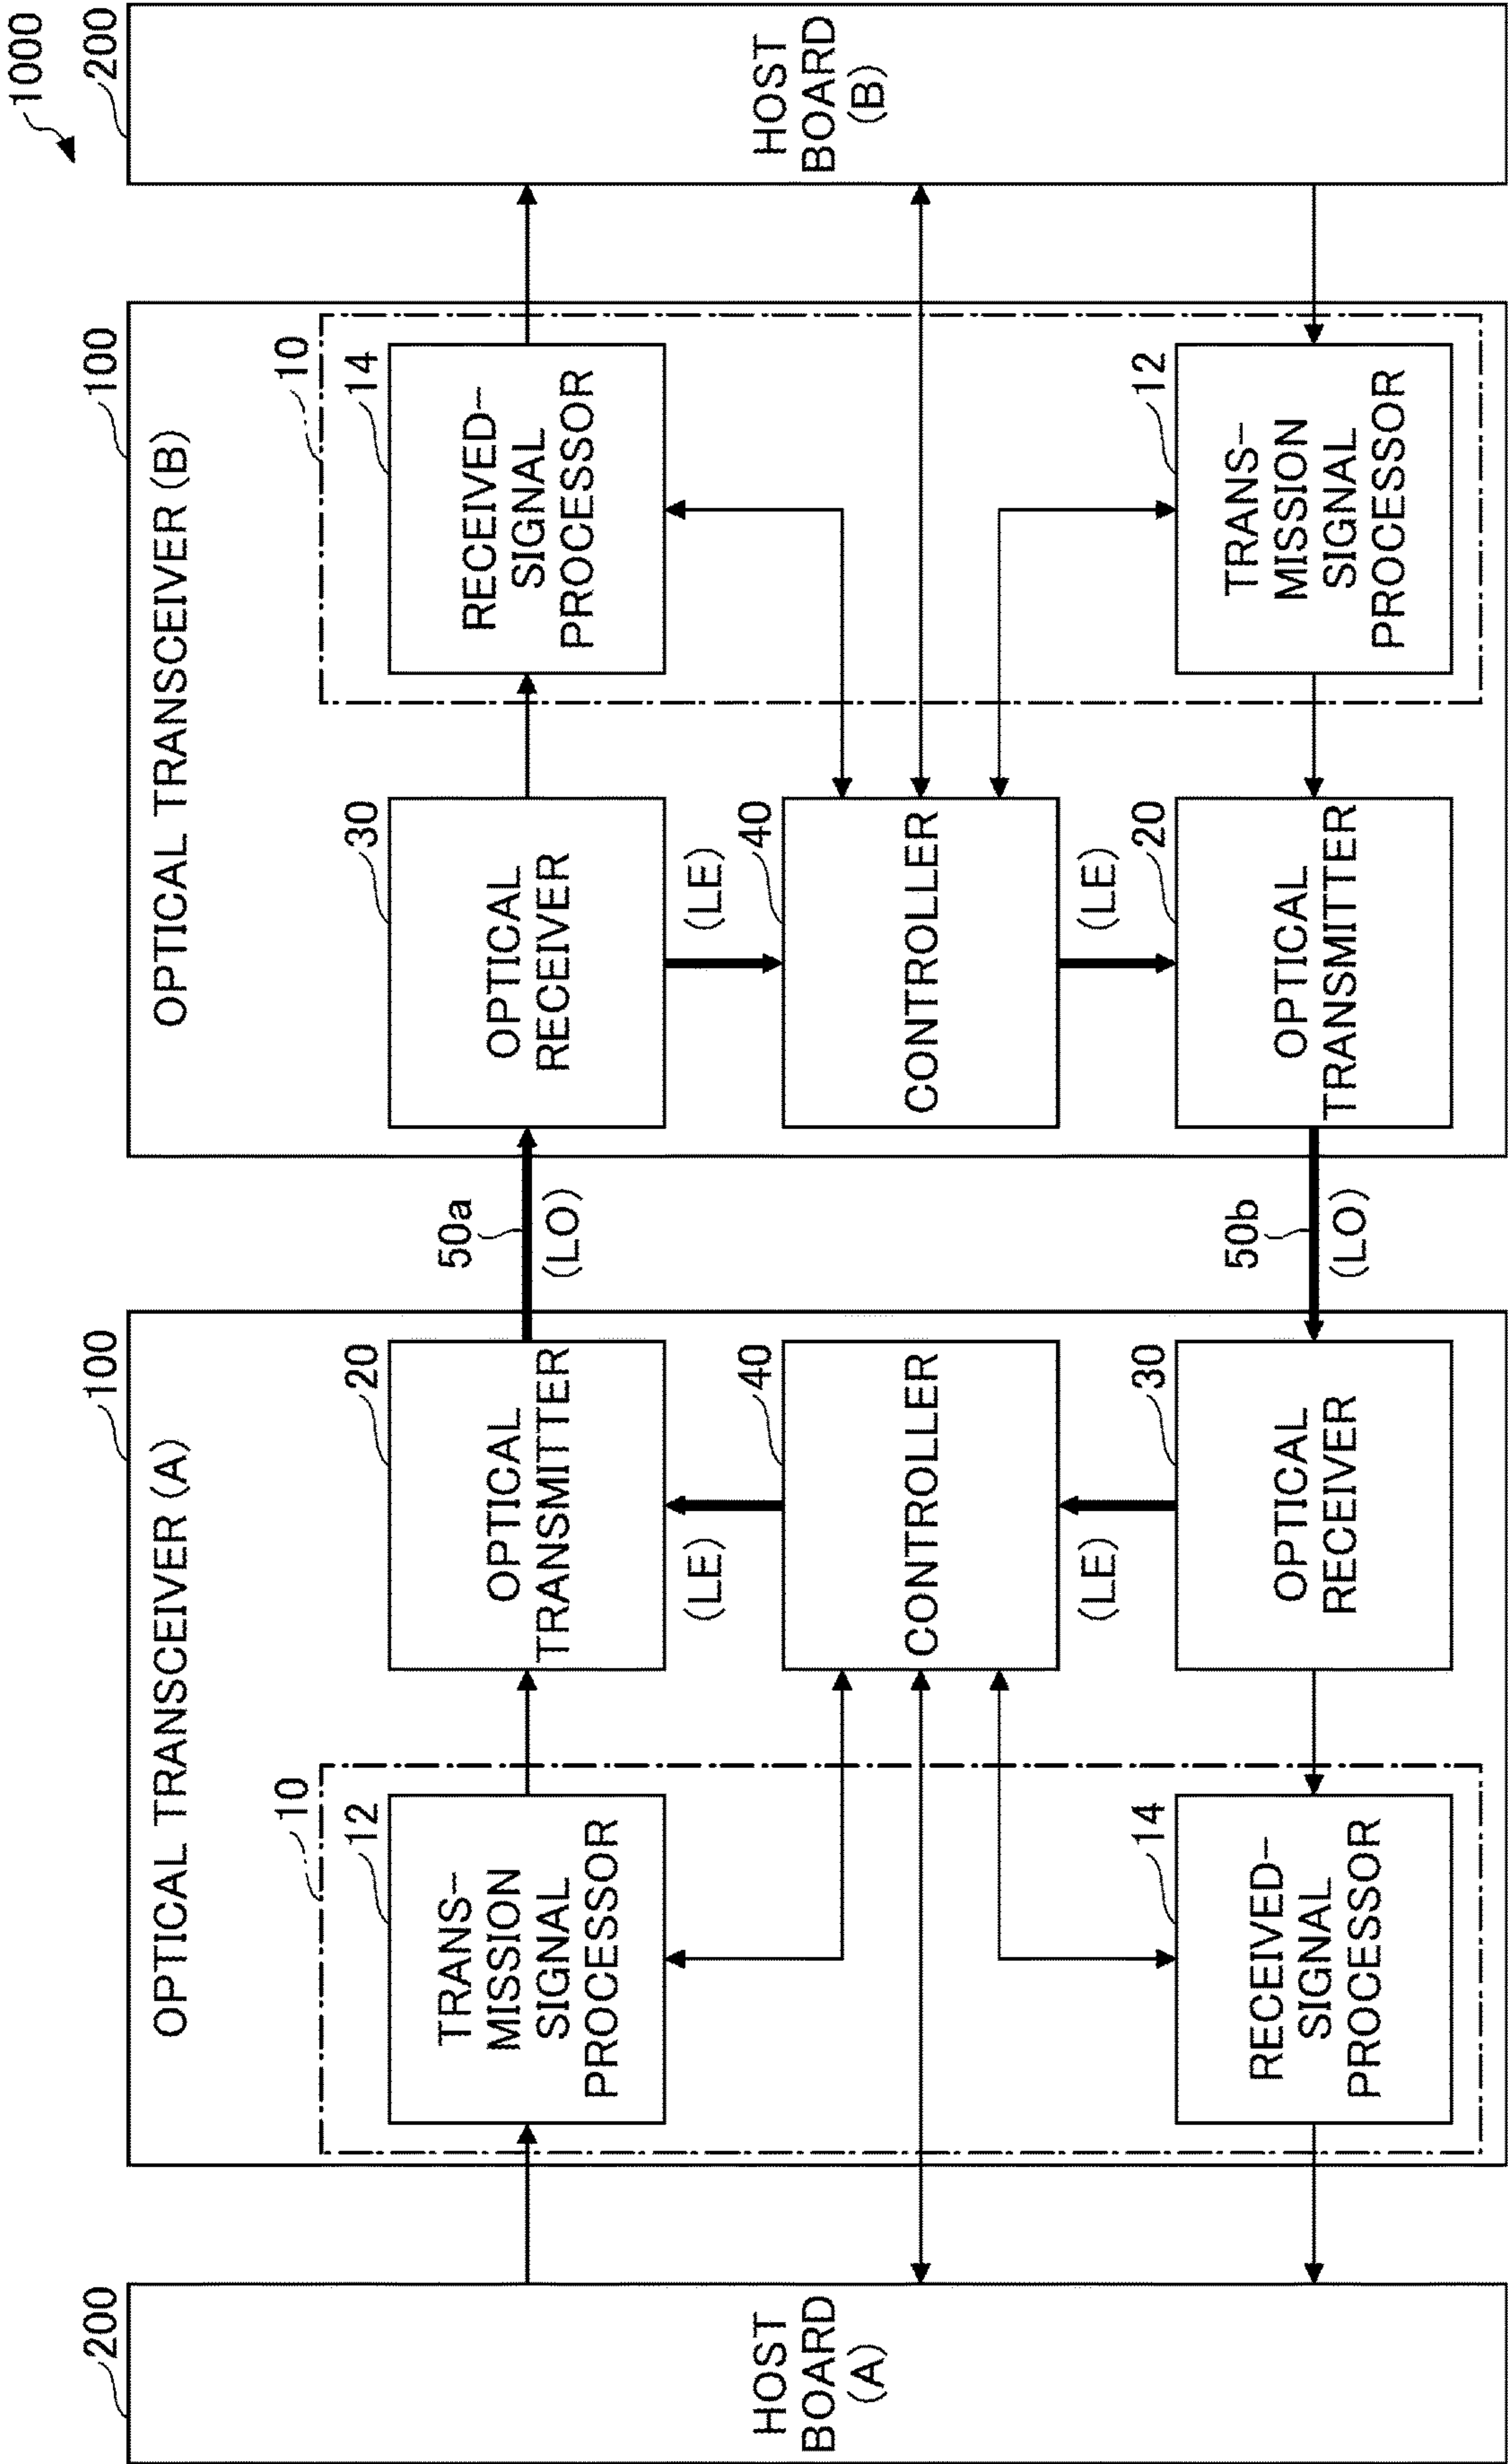 1000
200
HOST
BOARD
(A)
100
OPTICAL TRANSCEIVER (A)
10
12
TRANS-
MISSION
SIGNAL
PROCESSOR
20
OPTICAL
TRANSMITTER
(LE)
40
CONTROLLER
(LE)
14
RECEIVED-
SIGNAL
PROCESSOR
30
OPTICAL
RECEIVER
50a
(LO)
50b
(LO)
100
OPTICAL TRANSCEIVER (B)
30
OPTICAL
RECEIVER
(LE)
40
CONTROLLER
(LE)
20
OPTICAL
TRANSMITTER
10
14
RECEIVED-
SIGNAL
PROCESSOR
12
TRANS-
MISSION
SIGNAL
PROCESSOR
200
HOST
BOARD
(B)